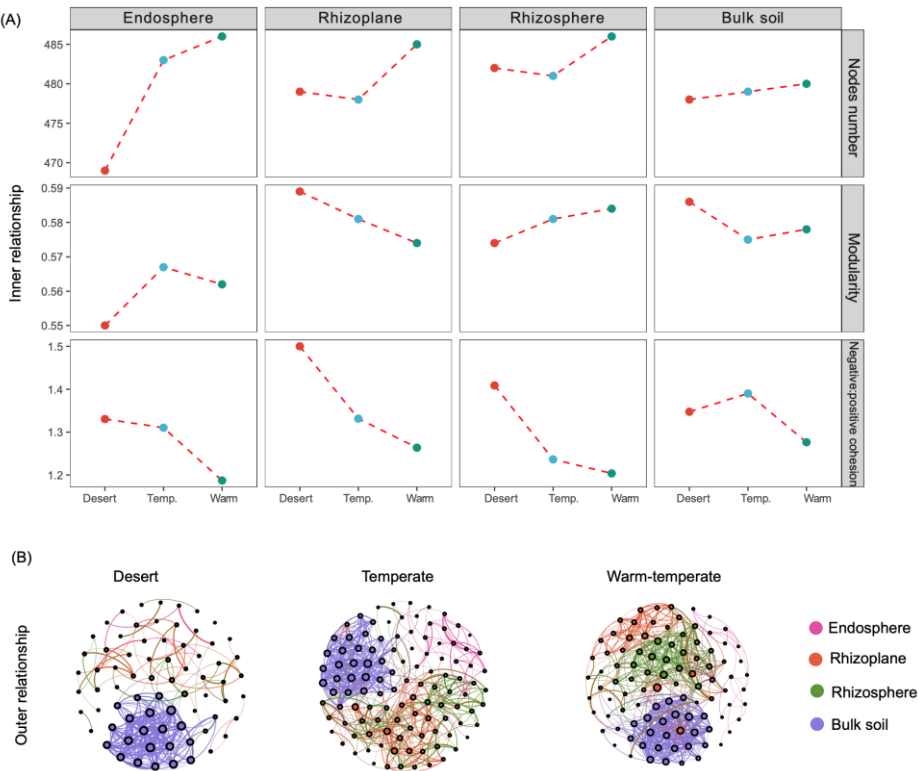 (A)
Endosphere Rhizoplane Rhizosphere Bulk soil
Inner relationship
485
480
475
470
Nodes number
0.59
0.58
0.57
0.56
0.55
Modularity
1.5
1.4
1.3
1.2
Negative:positive cohesion
Desert Temp. Warm Desert Temp. Warm Desert Temp. Warm Desert Temp. Warm
(B)
Desert Temperate Warm-temperate
Outer relationship
Endosphere
Rhizoplane
Rhizosphere
Bulk soil